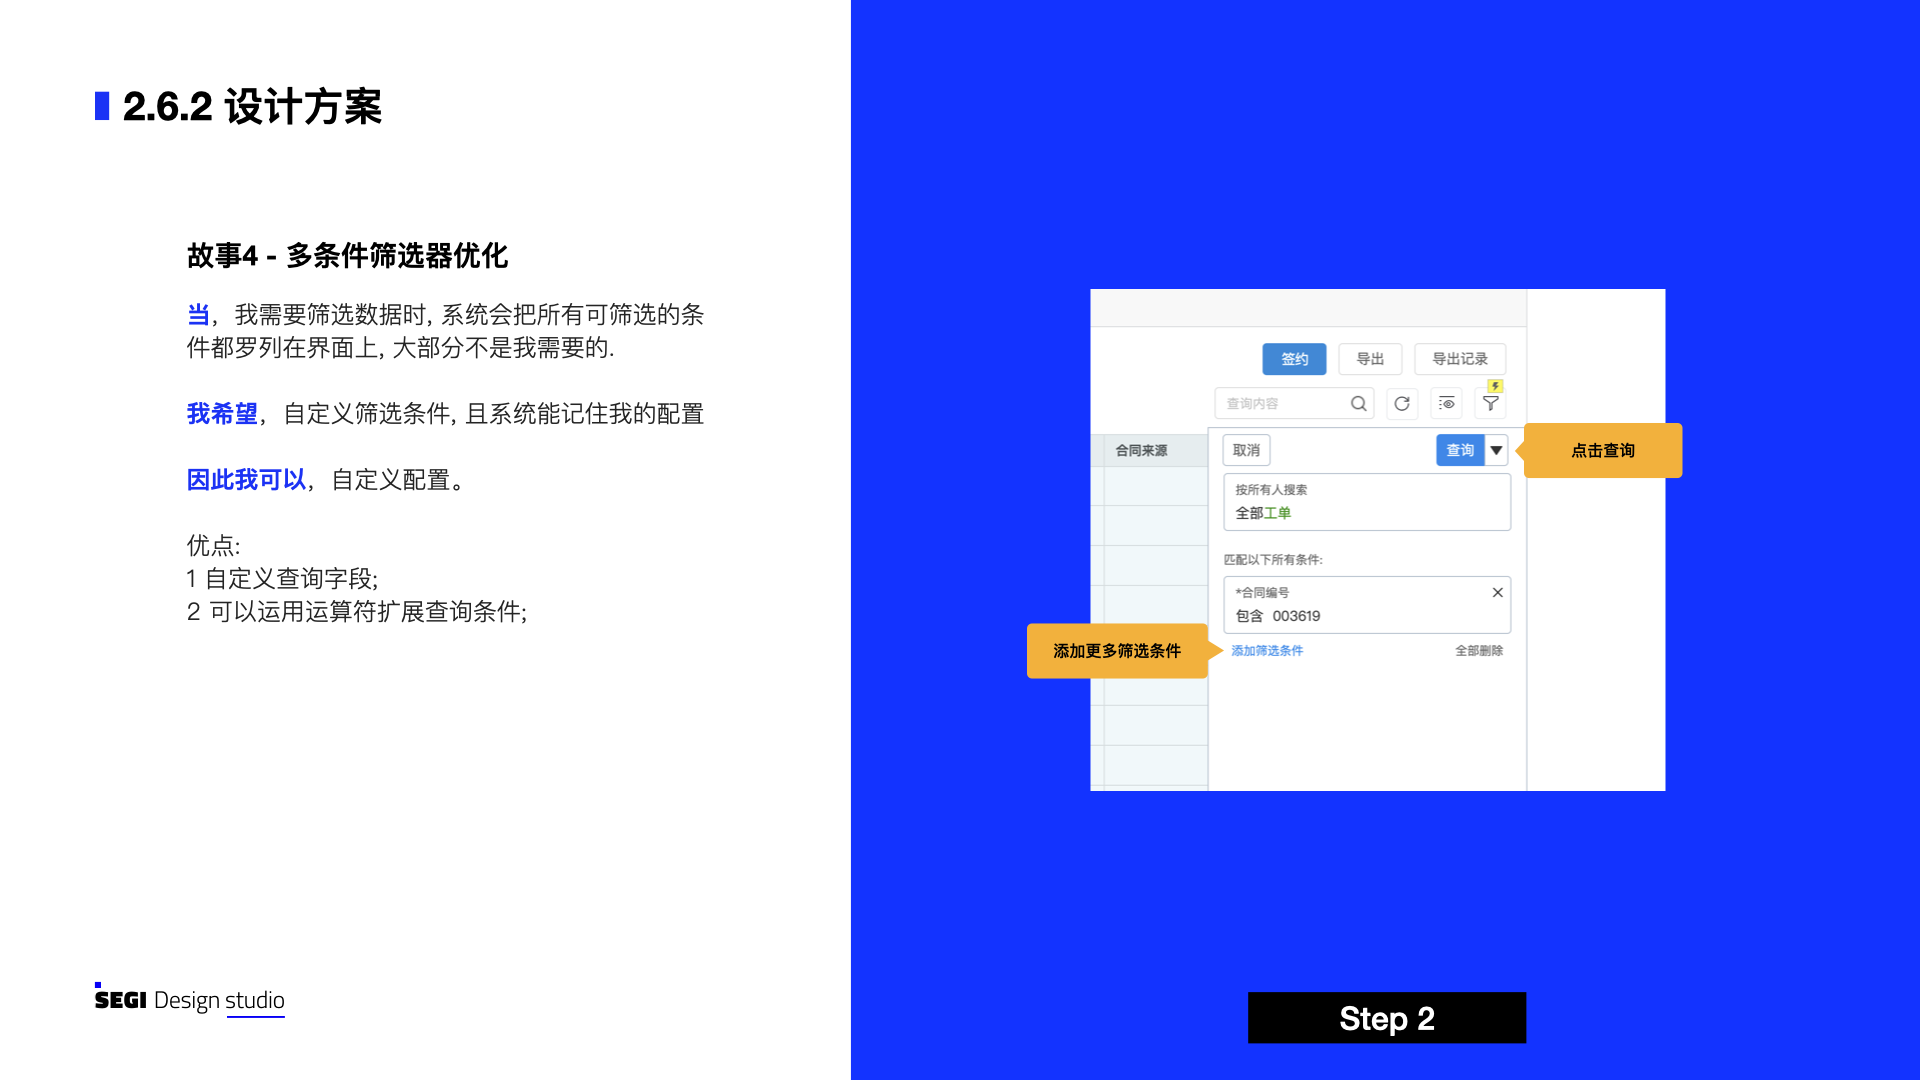 2.6.2 设计方案
故事4 - 多条件筛选器优化
当，我需要筛选数据时, 系统会把所有可筛选的条
件都罗列在界面上, 大部分不是我需要的.
我希望，自定义筛选条件, 且系统能记住我的配置
因此我可以，自定义配置。
优点:
1 自定义查询字段;
2 可以运用运算符扩展查询条件;
SEGI Design studio
签约
导出
导出记录
查询内容
合同来源
取消
查询
点击查询
按所有人搜索
全部工单
匹配以下所有条件:
*合同编号
包含 003619
添加更多筛选条件
添加筛选条件
全部删除
Step 2